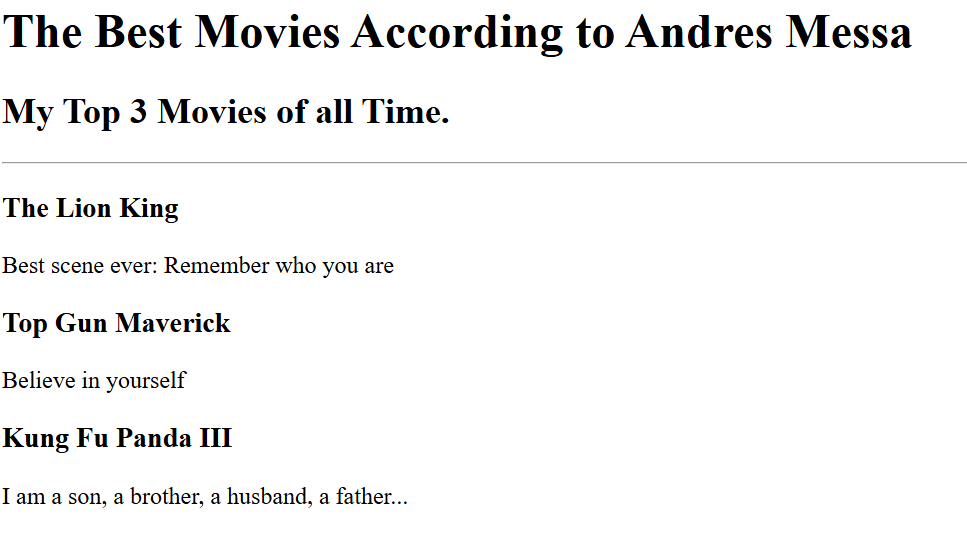 The Best Movies According to Andres Messa
My Top 3 Movies of all Time.
The Lion King
Best scene ever: Remember who you are
Top Gun Maverick
Believe in yourself
Kung Fu Panda III
I am a son, a brother, a husband, a father...